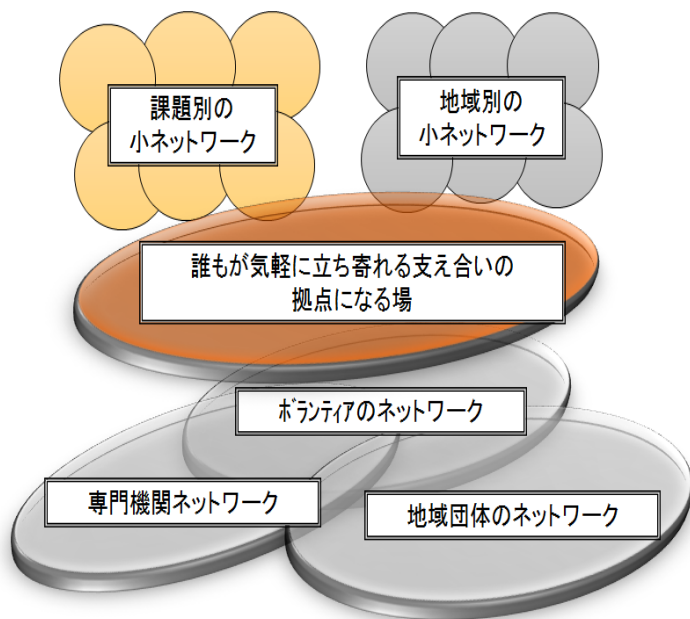 課題別の
小ネットワーク
地域別の
小ネットワーク
誰もが気軽に立ち寄れる支え合いの
拠点になる場
ボランティアのネットワーク
専門機関ネットワーク
地域団体のネットワーク